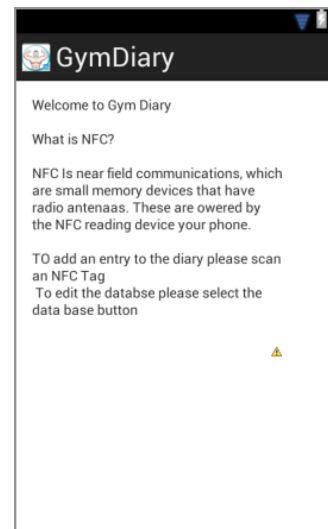 GymDiary
Welcome to Gym Diary
What is NFC?
NFC Is near field communications, which
are small memory devices that have
radio antenaas. These are owered by
the NFC reading device your phone.
TO add an entry to the diary please scan
an NFC Tag
To edit the databse please select the
data base button